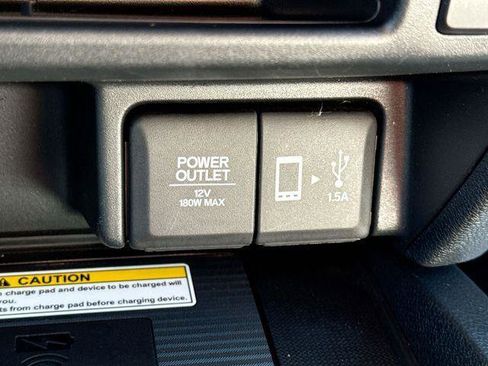 POWER
OUTLET
12V
180W MAX
1.5A
CAUTION
charge pad and device to be charged will
you.
ts from charge pad before charging device.